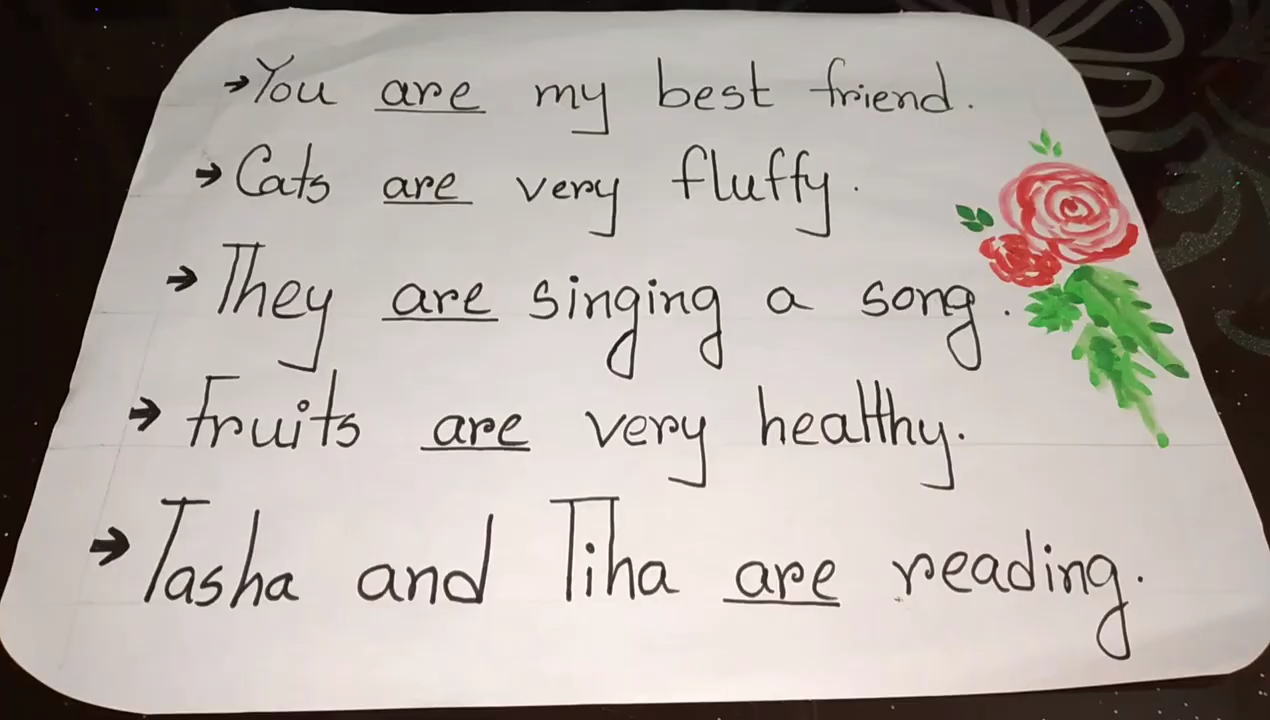 →You are my best friend.
→Cats are very fluffy.
→They are singing a song.
→Fruits are very healthy.
→Tasha and Tiha are reading.